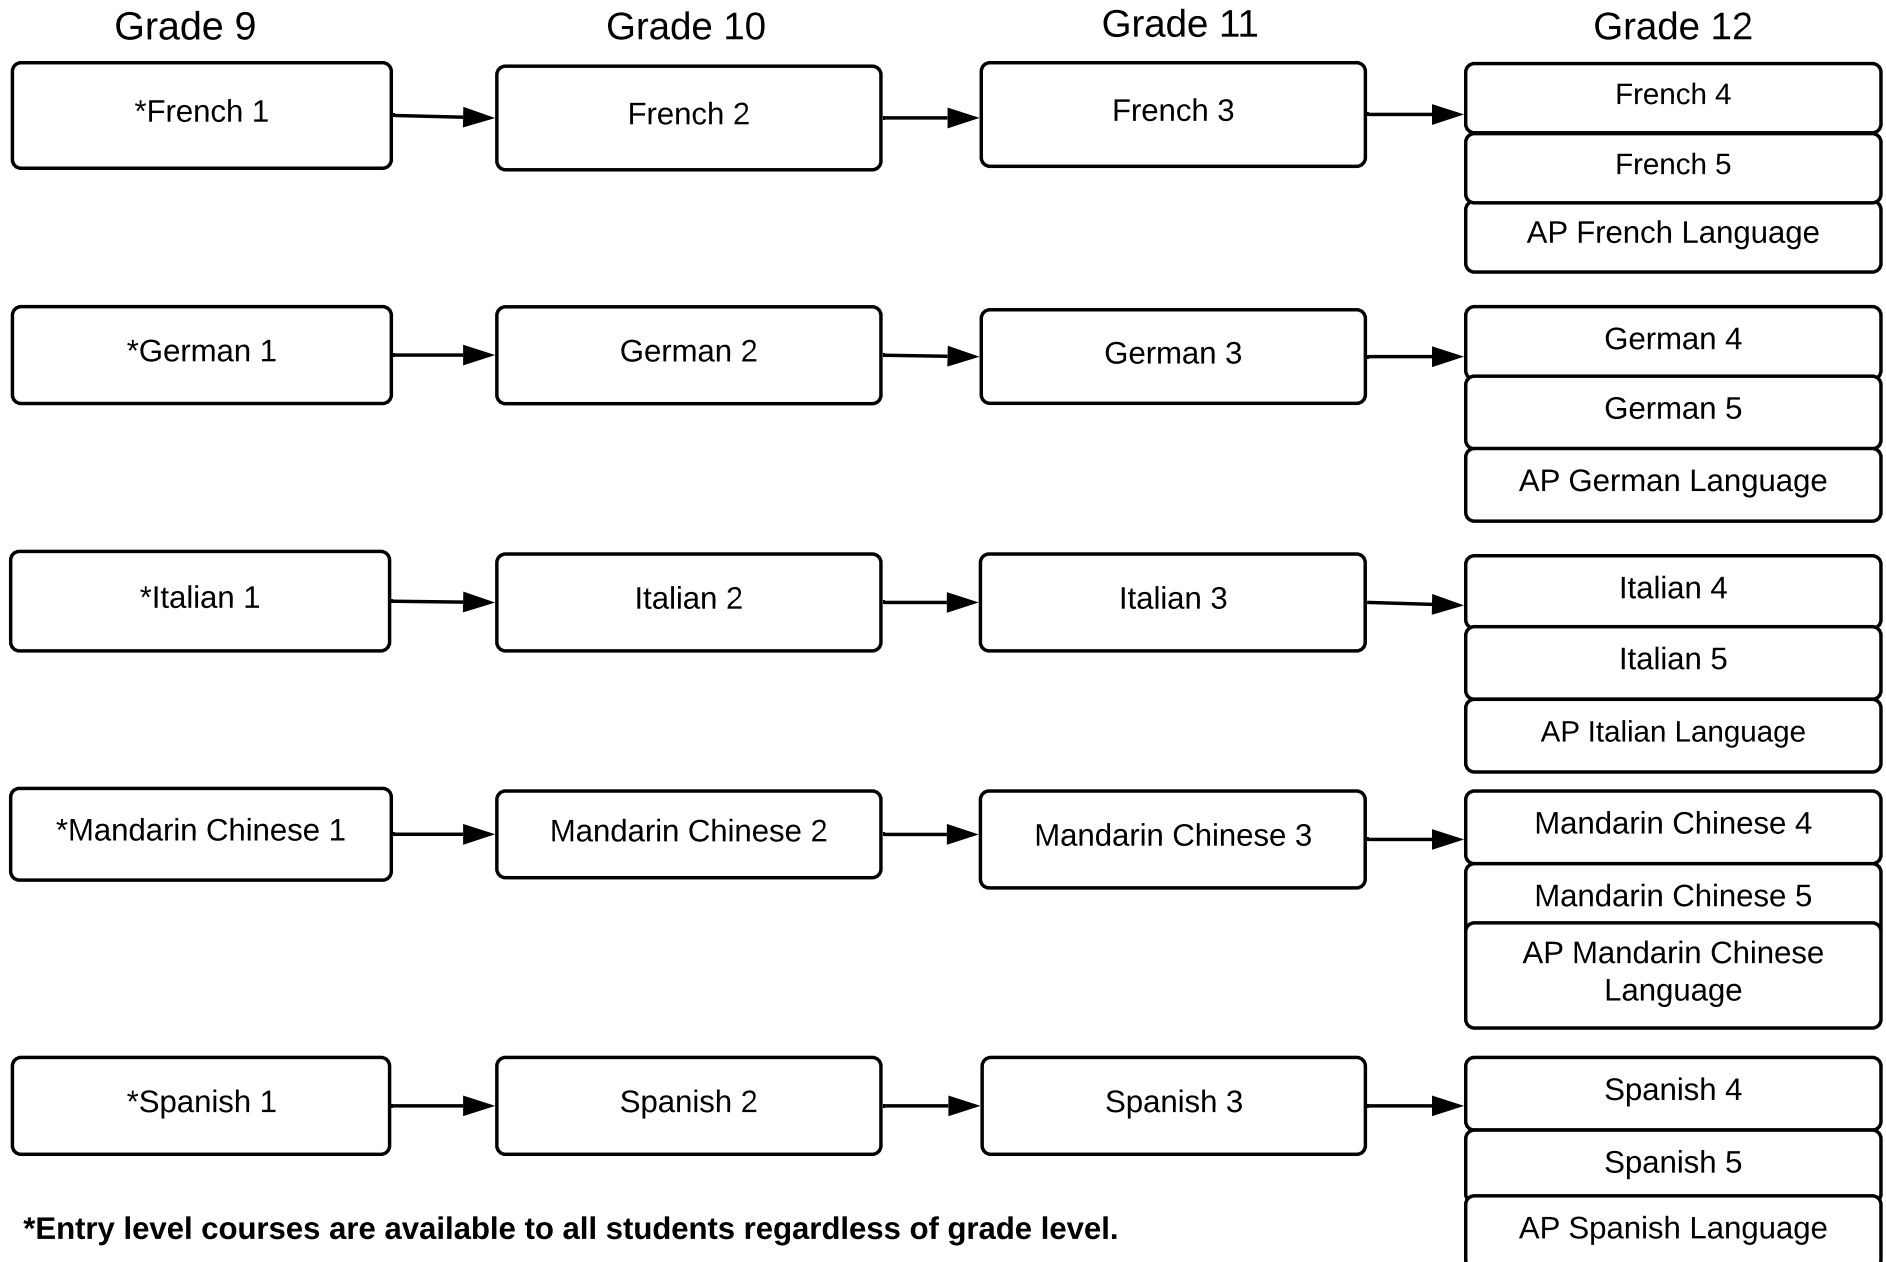 Grade 9
Grade 10
Grade 11
Grade 12
*French 1
French 2
French 3
French 4
French 5
AP French Language
*German 1
German 2
German 3
German 4
German 5
AP German Language
*Italian 1
Italian 2
Italian 3
Italian 4
Italian 5
AP Italian Language
*Mandarin Chinese 1
Mandarin Chinese 2
Mandarin Chinese 3
Mandarin Chinese 4
Mandarin Chinese 5
AP Mandarin Chinese
Language
*Spanish 1
Spanish 2
Spanish 3
Spanish 4
Spanish 5
AP Spanish Language
*Entry level courses are available to all students regardless of grade level.